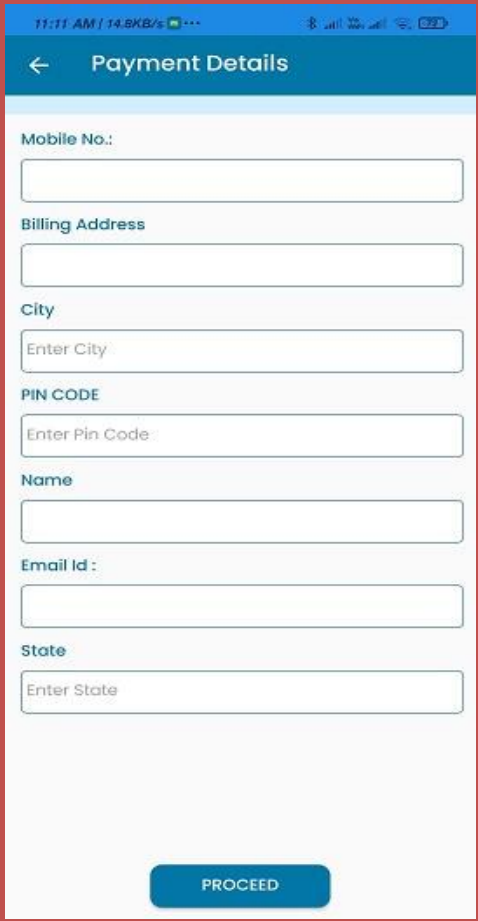 11:11 AM | 14.8KB/s
79
Payment Details
Mobile No.:
Billing Address
City
Enter City
PIN CODE
Enter Pin Code
Name
Email Id :
State
Enter State
PROCEED